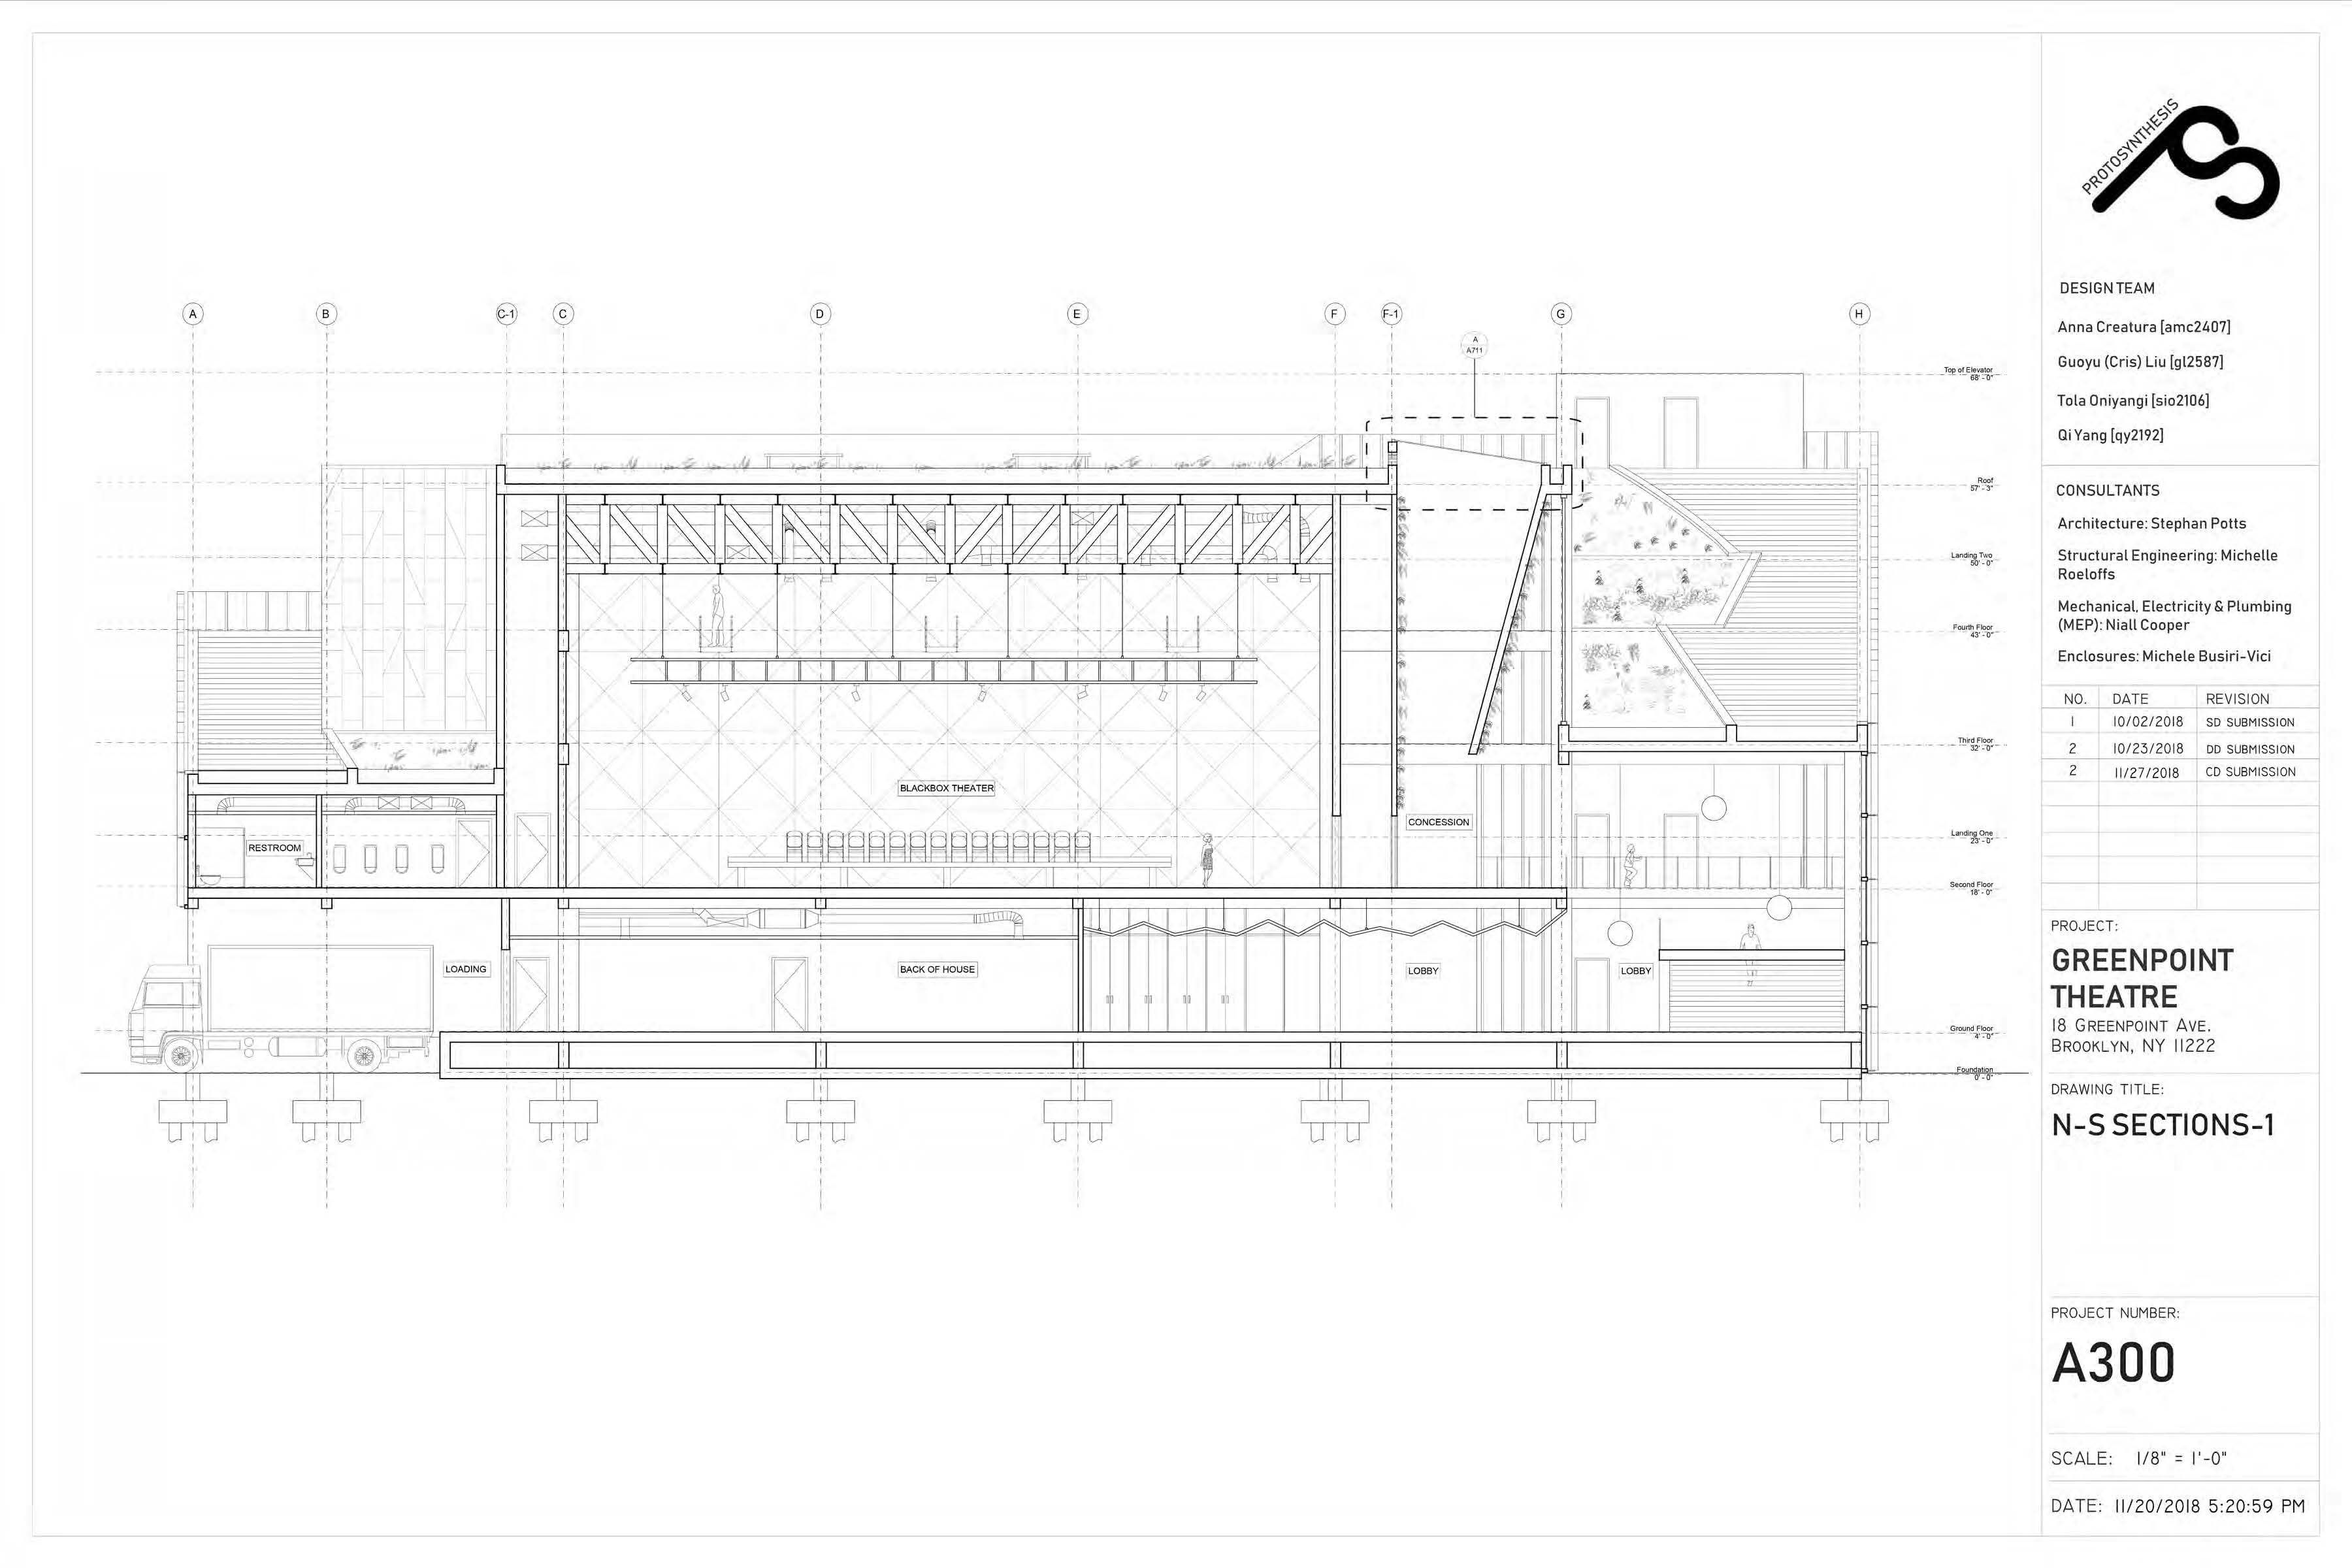 A
B
C-1
C
D
E
F
F-1
G
H
A
A711
Top of Elevator
68' - 0"
Roof
57' - 3"
Landing Two
50' - 0"
Fourth Floor
43' - 0"
Third Floor
32' - 0"
BLACKBOX THEATER
CONCESSION
Landing One
23' - 0"
RESTROOM
Second Floor
18' - 0"
LOADING
BACK OF HOUSE
LOBBY
LOBBY
Ground Floor
4' - 0"
Foundation
0' - 0"
PROTOSYNTHESIS
PS
DESIGN TEAM
Anna Creatura [amc2407]
Guoyu (Cris) Liu [gl2587]
Tola Oniyangi [sio2106]
Qi Yang [qy2192]
CONSULTANTS
Architecture: Stephan Potts
Structural Engineering: Michelle
Roeloffs
Mechanical, Electricity & Plumbing
(MEP): Niall Cooper
Enclosures: Michele Busiri-Vici
NO. DATE REVISION
1 10/02/2018 SD SUBMISSION
2 10/23/2018 DD SUBMISSION
2 11/27/2018 CD SUBMISSION
PROJECT:
GREENPOINT
THEATRE
18 GREENPOINT AVE.
BROOKLYN, NY 11222
DRAWING TITLE:
N-S SECTIONS-1
PROJECT NUMBER:
A300
SCALE: 1/8" = 1'-0"
DATE: 11/20/2018 5:20:59 PM